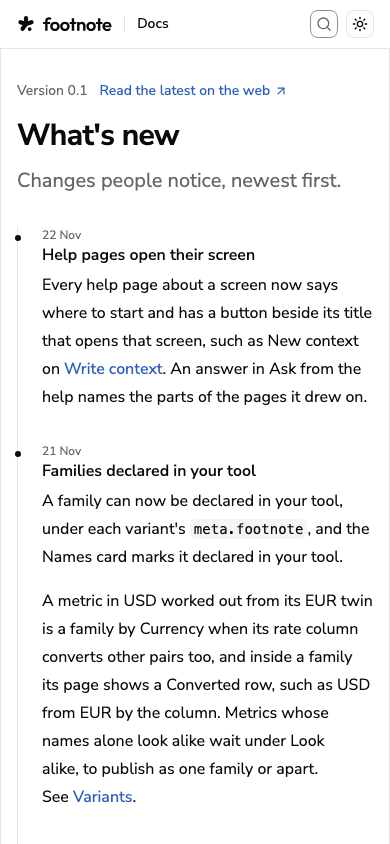 footnote Docs
Version 0.1 Read the latest on the web ↗
What's new
Changes people notice, newest first.
22 Nov
Help pages open their screen
Every help page about a screen now says
where to start and has a button beside its title
that opens that screen, such as New context
on Write context. An answer in Ask from the
help names the parts of the pages it drew on.
21 Nov
Families declared in your tool
A family can now be declared in your tool,
under each variant's meta.footnote, and the
Names card marks it declared in your tool.
A metric in USD worked out from its EUR twin
is a family by Currency when its rate column
converts other pairs too, and inside a family
its page shows a Converted row, such as USD
from EUR by the column. Metrics whose
names alone look alike wait under Look
alike, to publish as one family or apart.
See Variants.